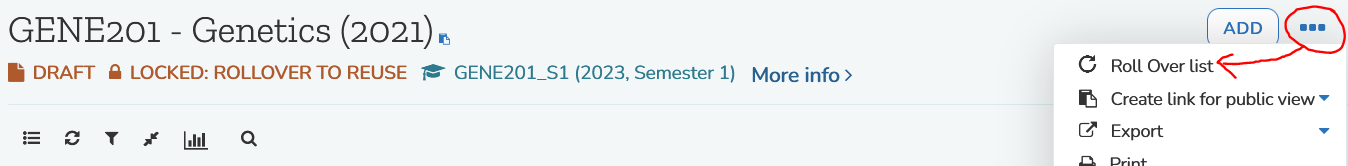 GENE201 - Genetics (2021)
ADD
DRAFT LOCKED: ROLLOVER TO REUSE GENE201_S1 (2023, Semester 1) More info
Roll Over list
Create link for public view
Export
Print